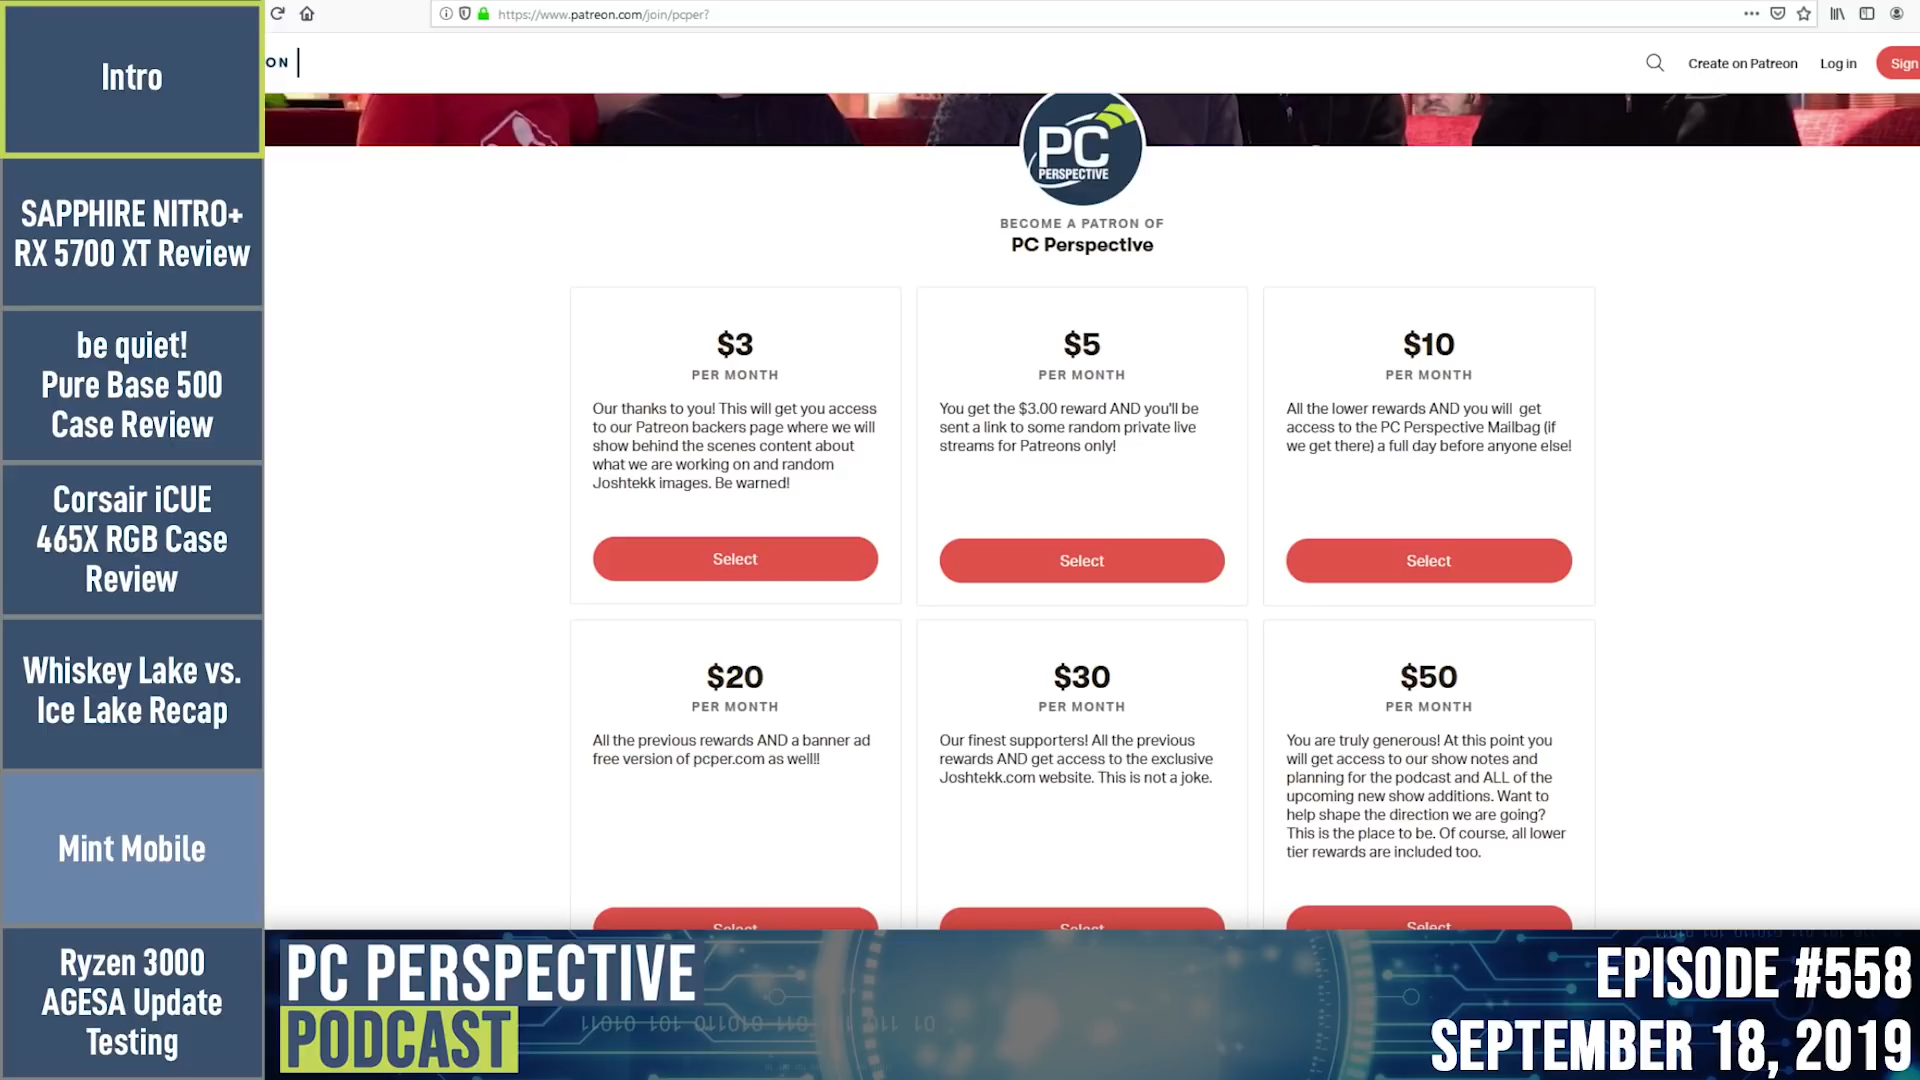 Intro
SAPPHIRE NITRO+
RX 5700 XT Review
be quiet!
Pure Base 500
Case Review
Corsair iCUE
465X RGB Case
Review
Whiskey Lake vs.
Ice Lake Recap
Mint Mobile
Ryzen 3000
AGESA Update
Testing
https://www.patreon.com/join/pcper?
ON
Create on Patreon
Log in
Sign
PC
PERSPECTIVE
BECOME A PATRON OF
PC Perspective
$3
PER MONTH
Our thanks to you! This will get you access
to our Patreon backers page where we will
show behind the scenes content about
what we are working on and random
Joshtekk images. Be warned!
Select
$5
PER MONTH
You get the $3.00 reward AND you'll be
sent a link to some random private live
streams for Patreons only!
Select
$10
PER MONTH
All the lower rewards AND you will get
access to the PC Perspective Mailbag (if
we get there) a full day before anyone else!
Select
$20
PER MONTH
All the previous rewards AND a banner ad
free version of pcper.com as well!!
Select
$30
PER MONTH
Our finest supporters! All the previous
rewards AND get access to the exclusive
Joshtekk.com website. This is not a joke.
Select
$50
PER MONTH
You are truly generous! At this point you
will get access to our show notes and
planning for the podcast and ALL of the
upcoming new show additions. Want to
help shape the direction we are going?
This is the place to be. Of course, all lower
tier rewards are included too.
Select
PC PERSPECTIVE
PODCAST
EPISODE #558
SEPTEMBER 18, 2019